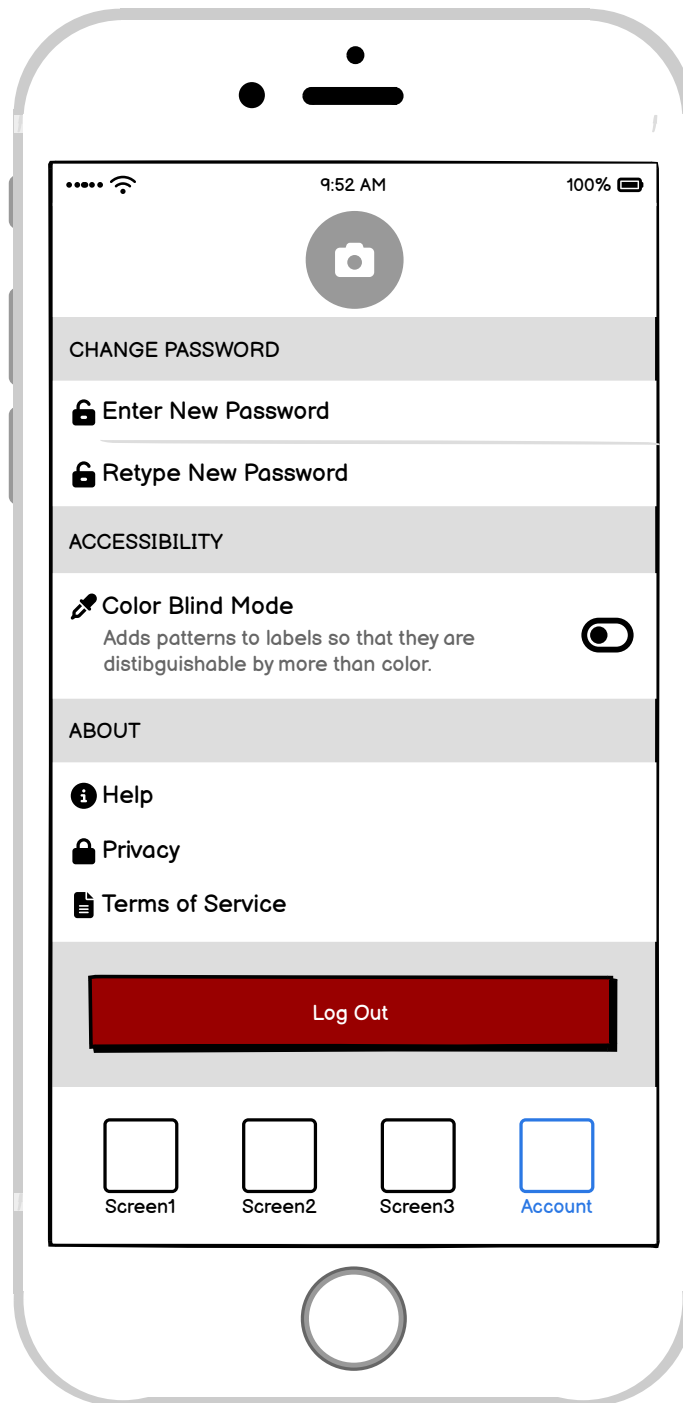 9:52 AM 100%
CHANGE PASSWORD
Enter New Password
Retype New Password
ACCESSIBILITY
Color Blind Mode
Adds patterns to labels so that they are
distibguishable by more than color.
ABOUT
Help
Privacy
Terms of Service
Log Out
Screen1 Screen2 Screen3 Account